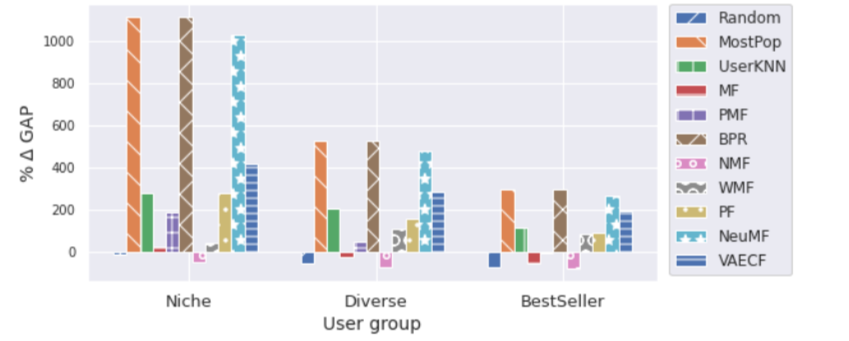 % Δ GAP
1000
800
600
400
200
0
Niche
Diverse
BestSeller
User group
Random
MostPop
UserKNN
MF
PMF
BPR
NMF
WMF
PF
NeuMF
VAECF